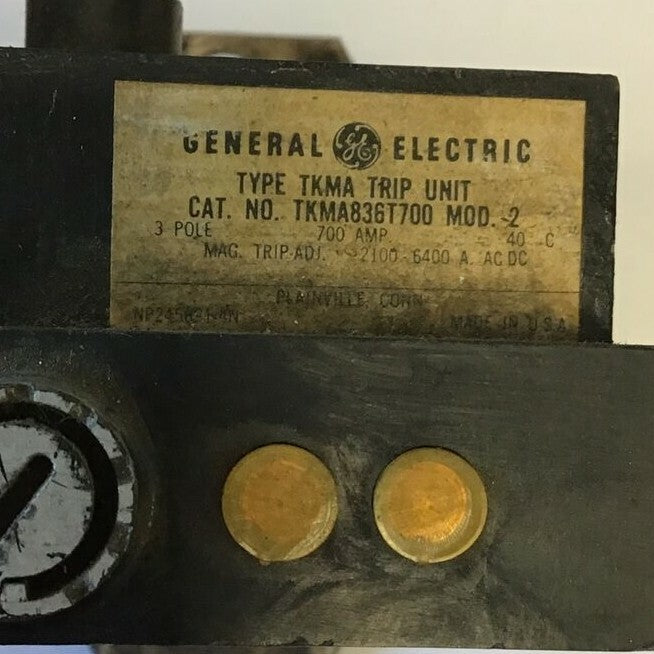 GENERAL GE ELECTRIC
TYPE TKMA TRIP UNIT
CAT. NO. TKMA836T700 MOD. 2
3 POLE 700 AMP. 40 C
MAG. TRIP ADJ. 2100-6400 A. AC DC
PLAINVILLE, CONN.
MADE IN U.S.A.